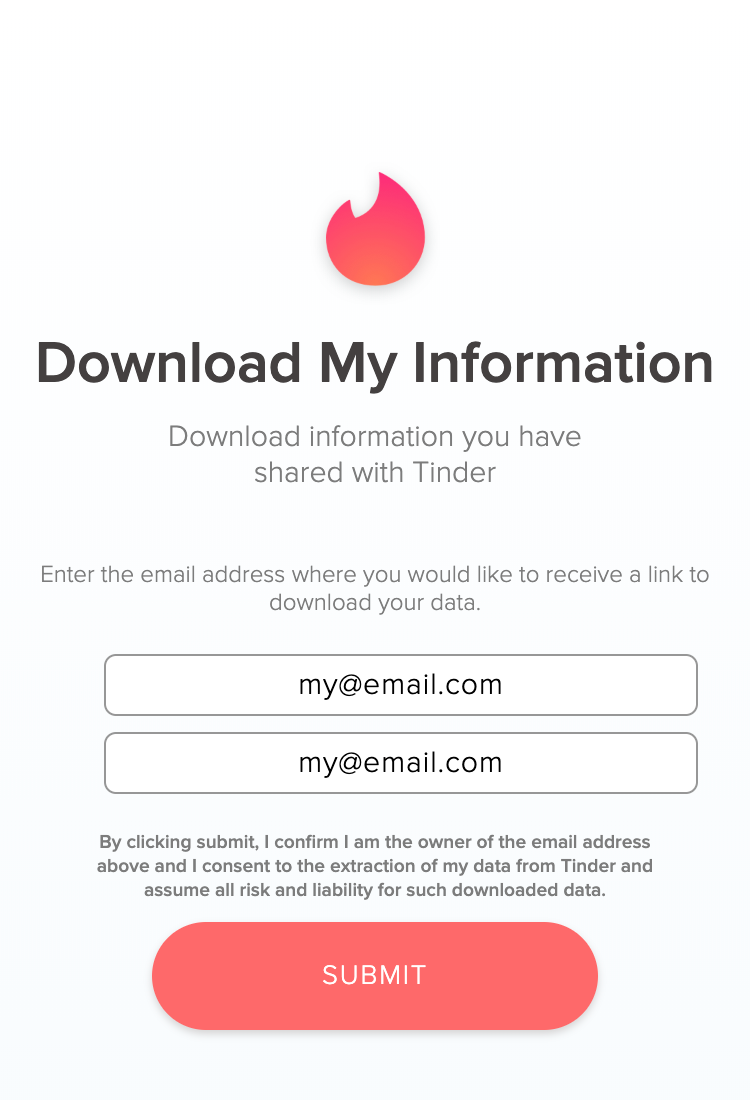 Download My Information
Download information you have
shared with Tinder
Enter the email address where you would like to receive a link to
download your data.
my@email.com
my@email.com
By clicking submit, I confirm I am the owner of the email address
above and I consent to the extraction of my data from Tinder and
assume all risk and liability for such downloaded data.
SUBMIT